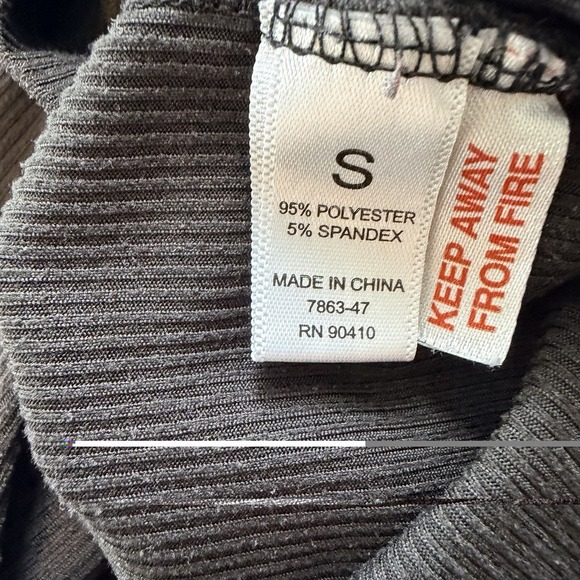 S
95% POLYESTER
5% SPANDEX
MADE IN CHINA
7863-47
RN 90410
KEEP AWAY
FROM FIRE